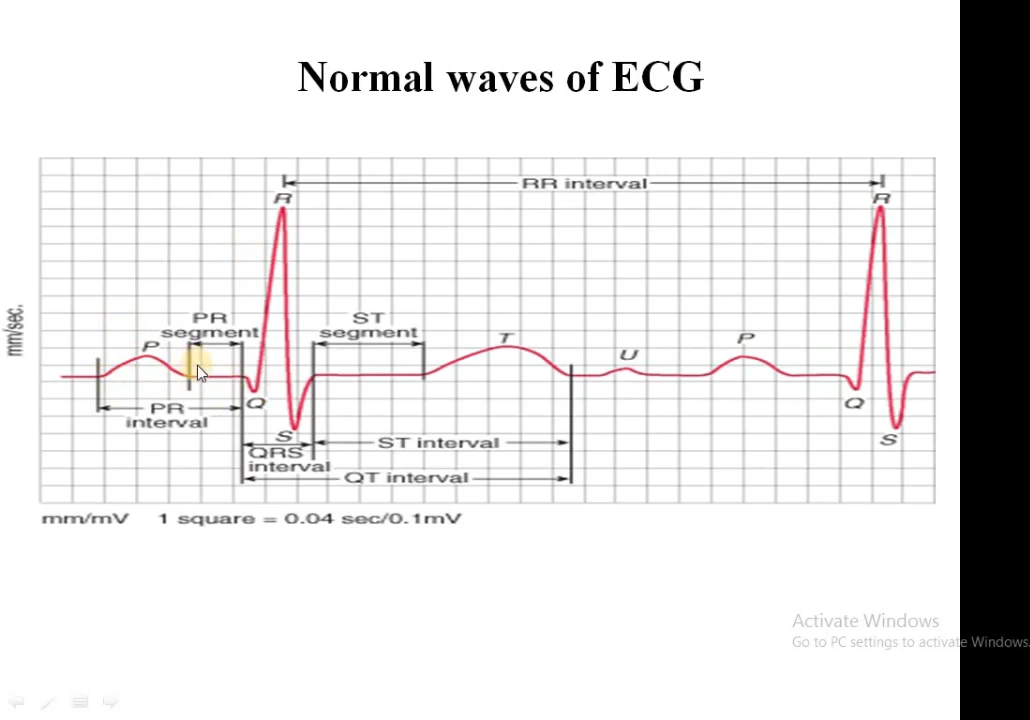 Normal waves of ECG
RR interval
R
R
PR
segment
ST
segment
mm/sec.
P
T
U
P
PR
interval
Q
Q
S
S
QRS
interval
ST interval
QT interval
mm/mV 1 square = 0.04 sec/0.1mV
Activate Windows
Go to PC settings to activate Windows.